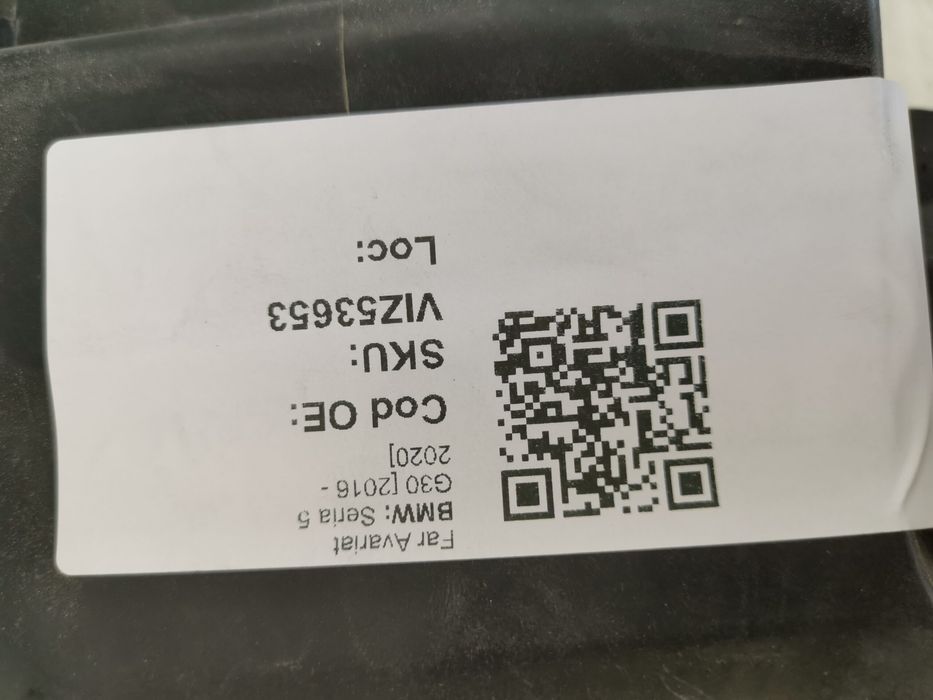 Far Avariat
BMW: Seria 5
G30 [2016 -
2020]
Cod OE:
SKU:
VIZ53653
Loc: